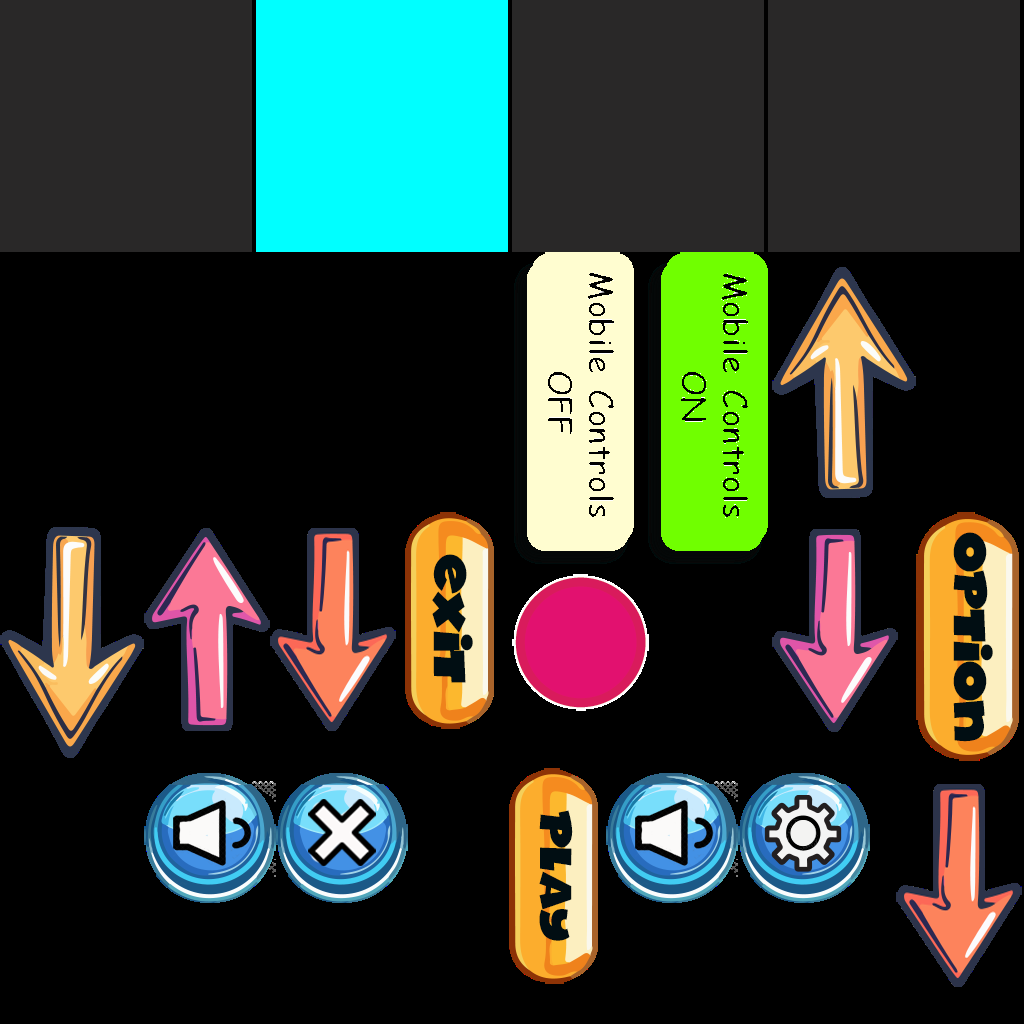 Mobile Controls
OFF
Mobile Controls
ON
exit
OPTion
PLAy